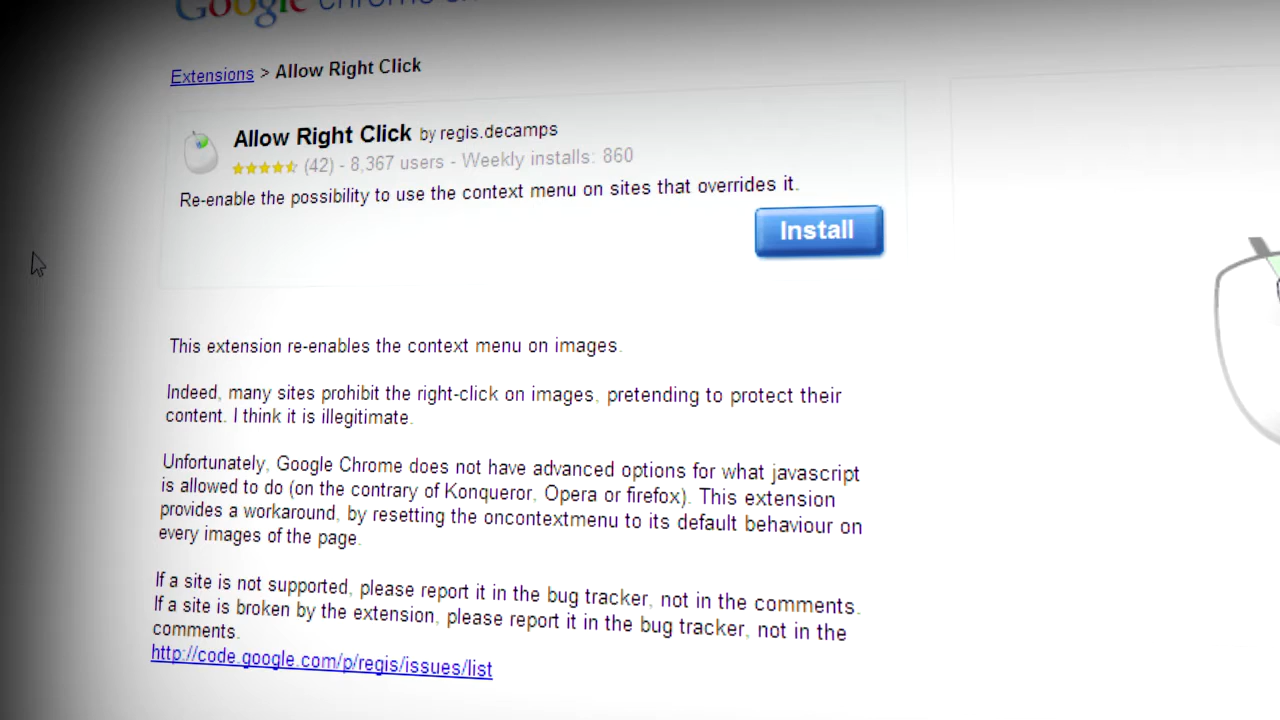 Google chrome
Extensions > Allow Right Click
Allow Right Click by regis.decamps
(42) - 8,367 users - Weekly installs: 860
Re-enable the possibility to use the context menu on sites that overrides it.
Install
This extension re-enables the context menu on images.
Indeed, many sites prohibit the right-click on images, pretending to protect their
content. I think it is illegitimate.
Unfortunately, Google Chrome does not have advanced options for what javascript
is allowed to do (on the contrary of Konqueror, Opera or firefox). This extension
provides a workaround, by resetting the oncontextmenu to its default behaviour on
every images of the page.
If a site is not supported, please report it in the bug tracker, not in the comments.
If a site is broken by the extension, please report it in the bug tracker, not in the
comments.
http://code.google.com/p/regis/issues/list